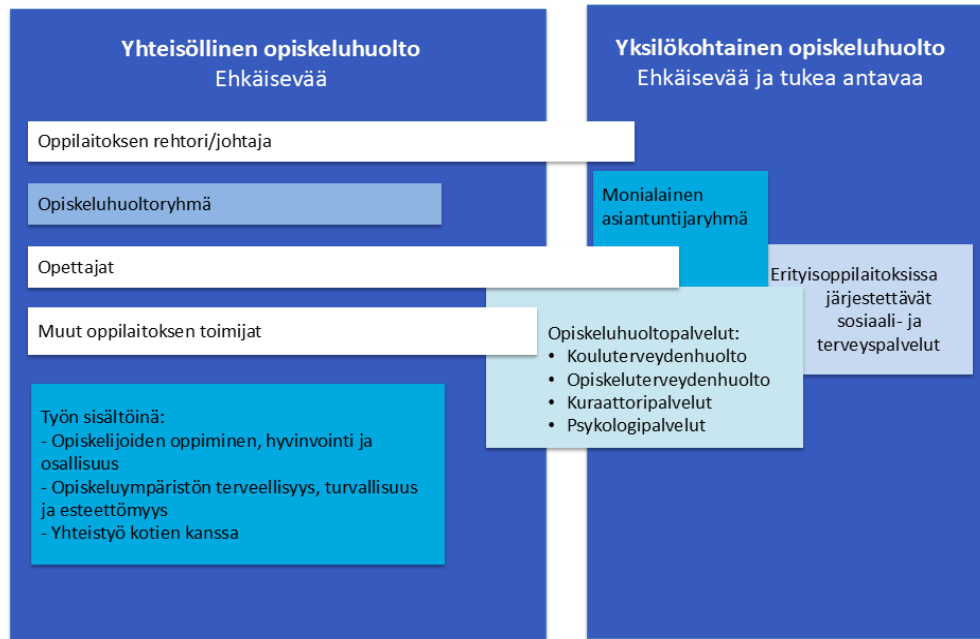 Yhteisöllinen opiskeluhuolto
Ehkäisevää
Yksilökohtainen opiskeluhuolto
Ehkäisevää ja tukea antavaa
Oppilaitoksen rehtori/johtaja
Opiskeluhuoltoryhmä
Monialainen
asiantuntijaryhmä
Opettajat
Erityisoppilaitoksissa
järjestettävät
sosiaali- ja
terveyspalvelut
Muut oppilaitoksen toimijat
Opiskeluhuoltopalvelut:
• Kouluterveydenhuolto
• Opiskeluterveydenhuolto
• Kuraattoripalvelut
• Psykologipalvelut
Työn sisältöinä:
- Opiskelijoiden oppiminen, hyvinvointi ja
osallisuus
- Opiskeluympäristön terveellisyys, turvallisuus
ja esteettömyys
- Yhteistyö kotien kanssa